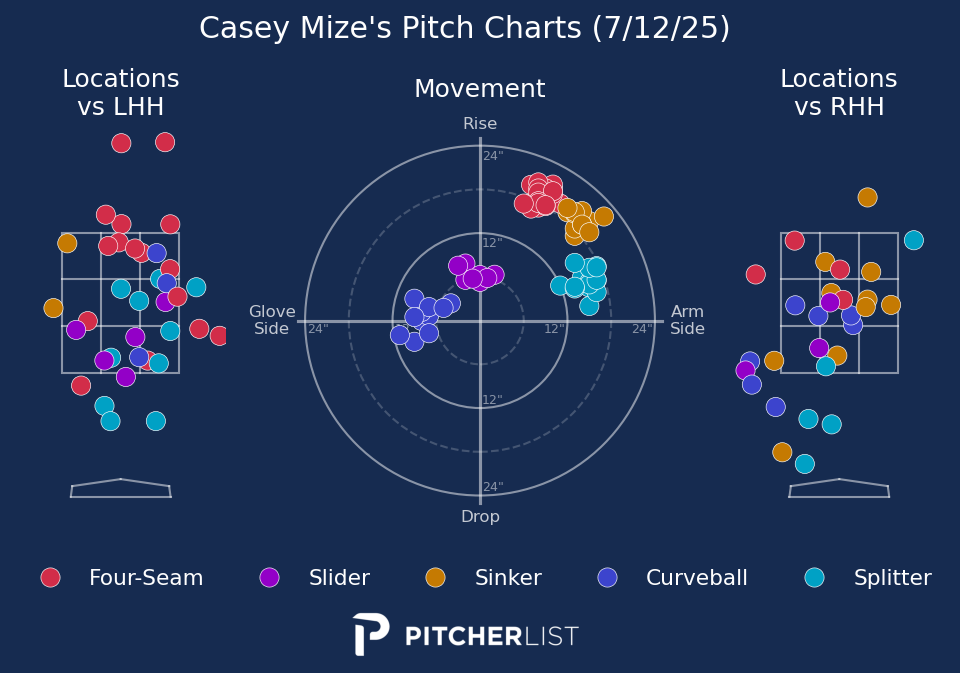 Casey Mize's Pitch Charts (7/12/25)
Locations
vs LHH
Movement
Locations
vs RHH
Rise
24"
12"
Glove
Side
24"
12"
24"
Arm
Side
12"
24"
Drop
Four-Seam
Slider
Sinker
Curveball
Splitter
PITCHERLIST